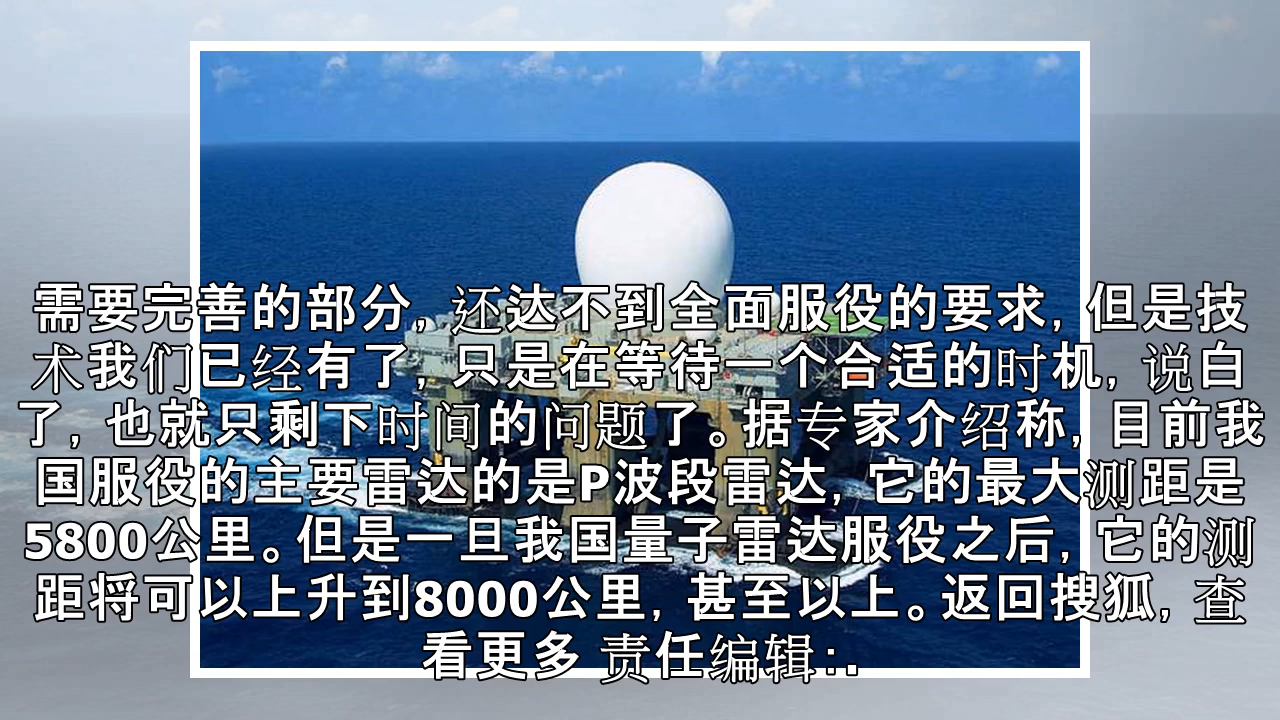 需要完善的部分, 还达不到全面服役的要求, 但是技
术我们已经有了, 只是在等待一个合适的时机, 说白
了, 也就只剩下时间的问题了。据专家介绍称, 目前我
国服役的主要雷达的是P波段雷达, 它的最大测距是
5800公里。但是一旦我国量子雷达服役之后, 它的测
距将可以上升到8000公里, 甚至以上。返回搜狐, 查
看更多 责任编辑:.